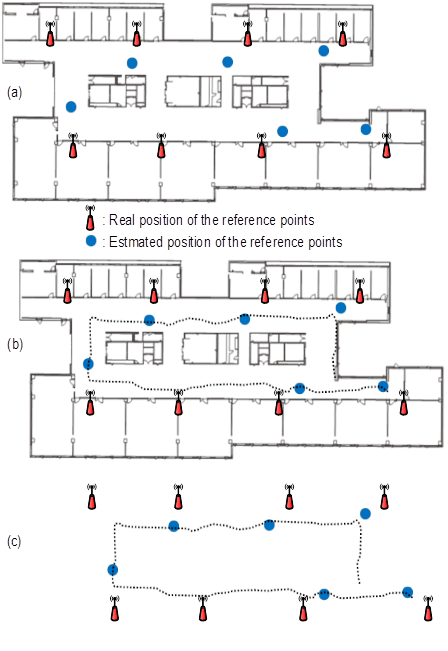 (a)
: Real position of the reference points
: Estmated position of the reference points
(b)
(c)